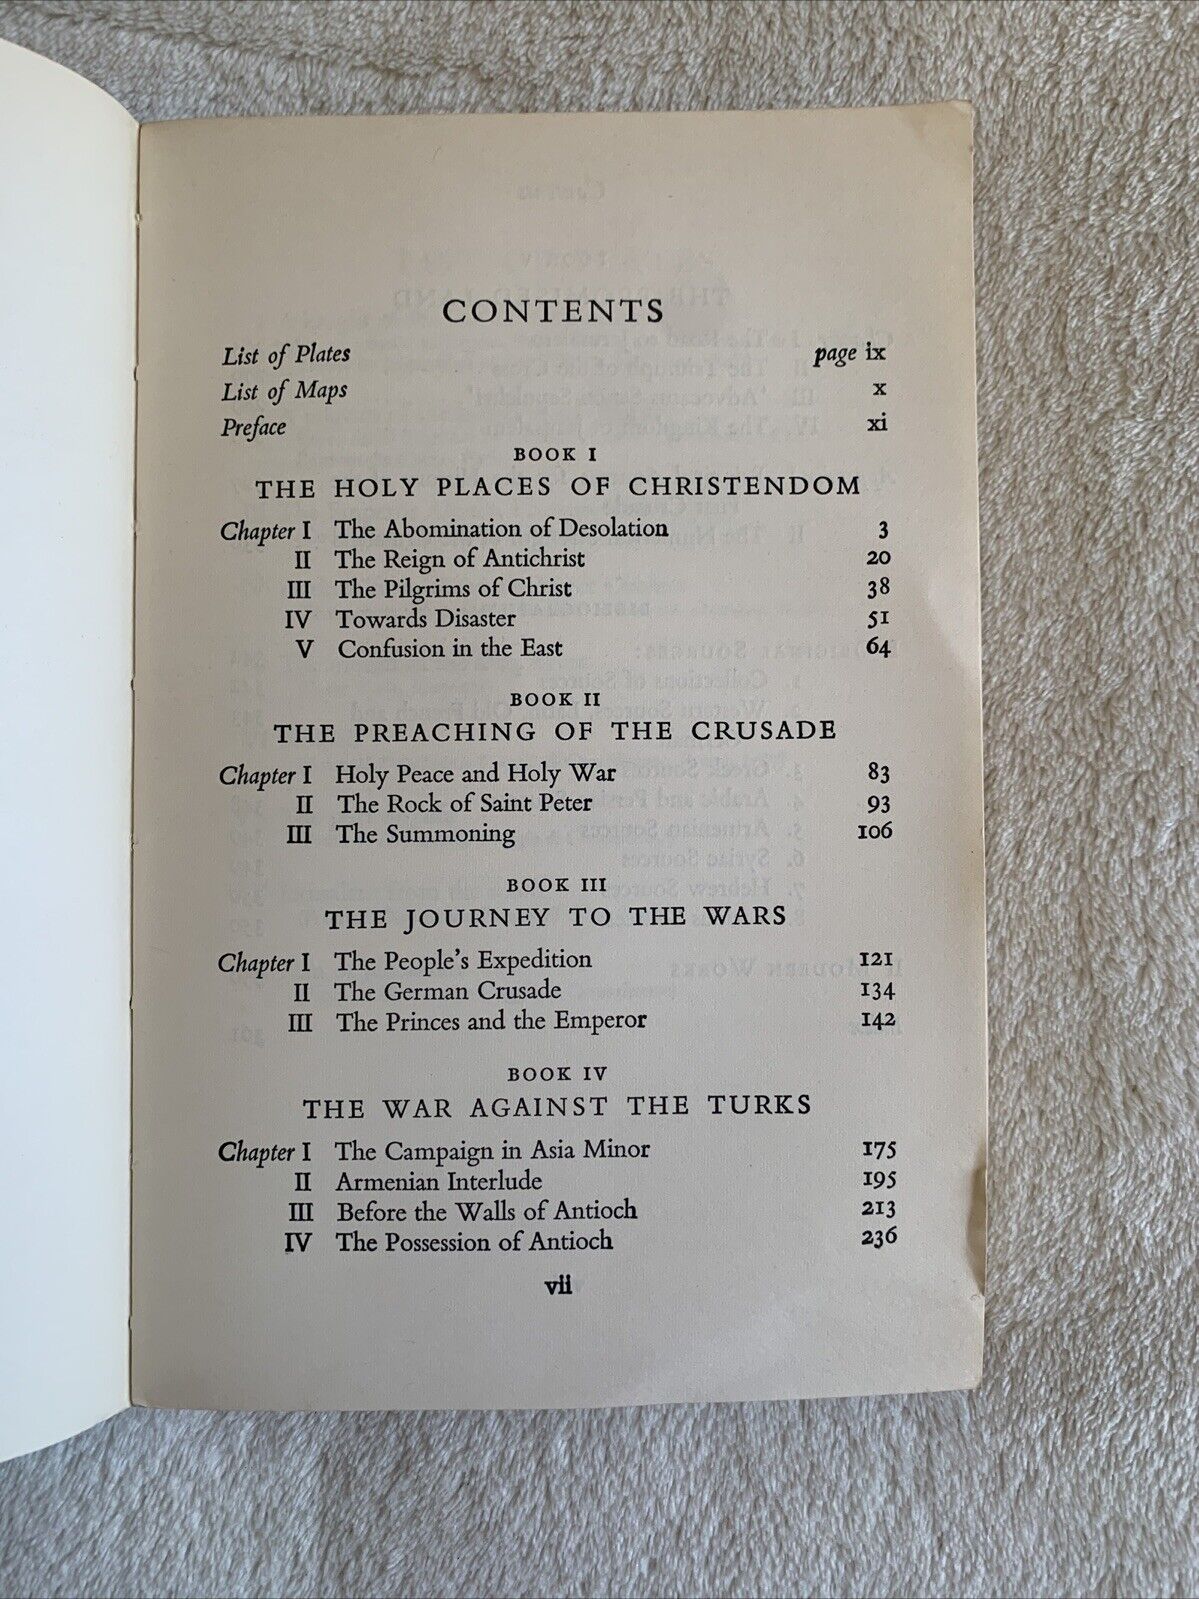 CONTENTS
List of Plates page ix
List of Maps x
Preface xi
BOOK I
THE HOLY PLACES OF CHRISTENDOM
Chapter I The Abomination of Desolation 3
II The Reign of Antichrist 20
III The Pilgrims of Christ 38
IV Towards Disaster 51
V Confusion in the East 64
BOOK II
THE PREACHING OF THE CRUSADE
Chapter I Holy Peace and Holy War 83
II The Rock of Saint Peter 93
III The Summoning 106
BOOK III
THE JOURNEY TO THE WARS
Chapter I The People's Expedition 121
II The German Crusade 134
III The Princes and the Emperor 142
BOOK IV
THE WAR AGAINST THE TURKS
Chapter I The Campaign in Asia Minor 175
II Armenian Interlude 195
III Before the Walls of Antioch 213
IV The Possession of Antioch 236
vii